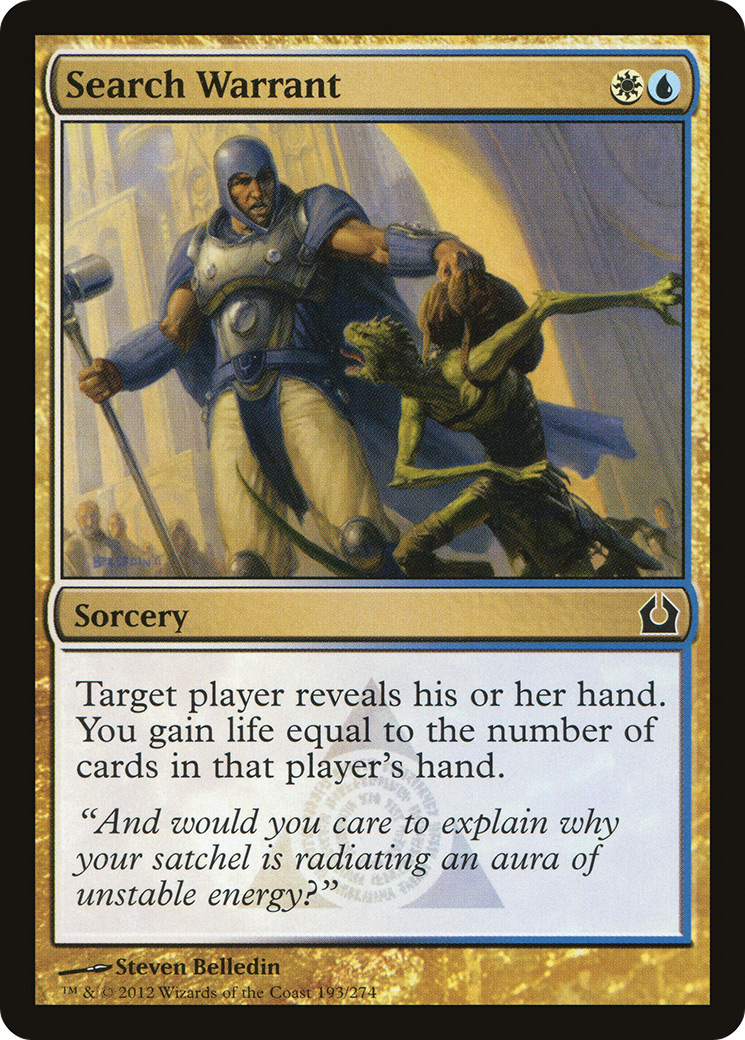 Search Warrant
BELLEDIN
Sorcery
Target player reveals his or her hand.
You gain life equal to the number of
cards in that player’s hand.
“And would you care to explain why
your satchel is radiating an aura of
unstable energy?”
Steven Belledin
™ & © 2012 Wizards of the Coast 193/274